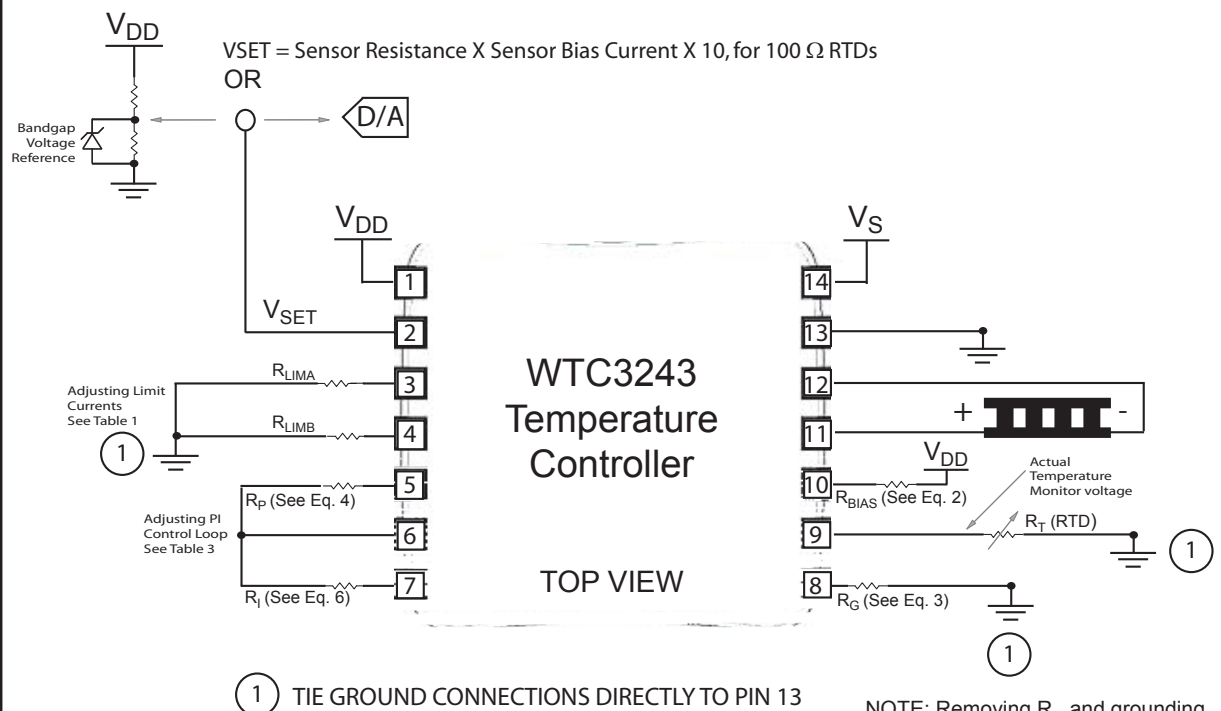 VDD
VSET = Sensor Resistance X Sensor Bias Current X 10, for 100 Ω RTDs
OR
D/A
Bandgap
Voltage
Reference
VDD
VS
1
14
VSET
2
13
RLIMA
3
12
Adjusting Limit
Currents
See Table 1
1
RLIMB
4
11
+
-
WTC3243
Temperature
Controller
VDD
Actual
Temperature
Monitor voltage
5
10
RP (See Eq. 4)
RBIAS (See Eq. 2)
Adjusting PI
Control Loop
See Table 3
6
9
RT (RTD)
1
7
RI (See Eq. 6)
TOP VIEW
8
RG (See Eq. 3)
1
1 TIE GROUND CONNECTIONS DIRECTLY TO PIN 13
NOTE: Removing R and grounding